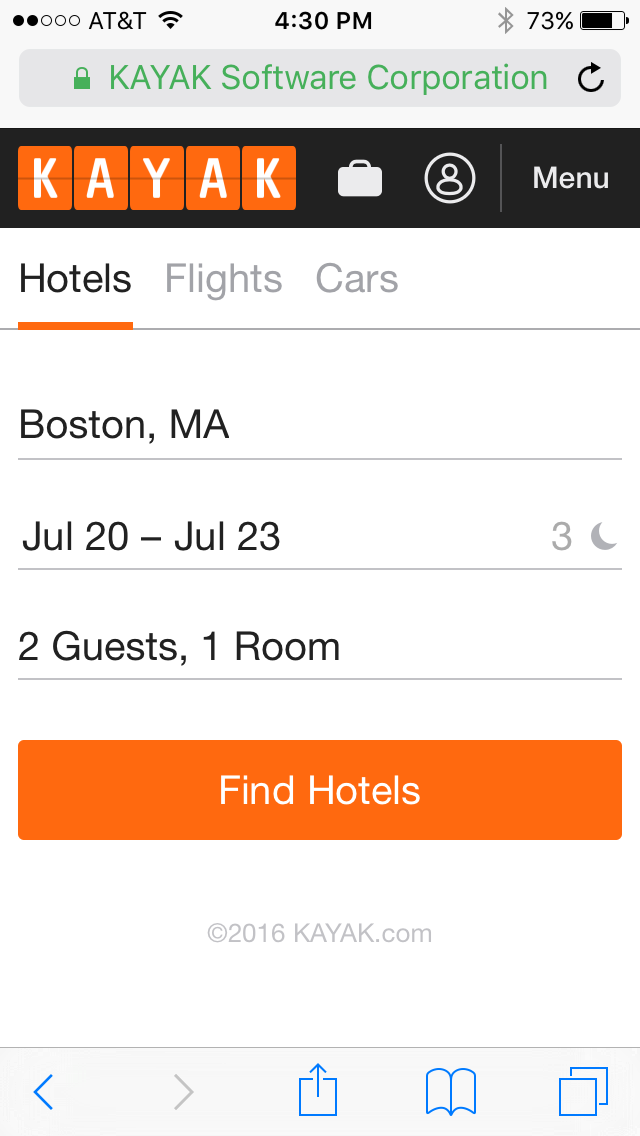 AT&T 4:30 PM 73%
KAYAK Software Corporation
KAYAK Menu
Hotels Flights Cars
Boston, MA
Jul 20 – Jul 23 3
2 Guests, 1 Room
Find Hotels
©2016 KAYAK.com